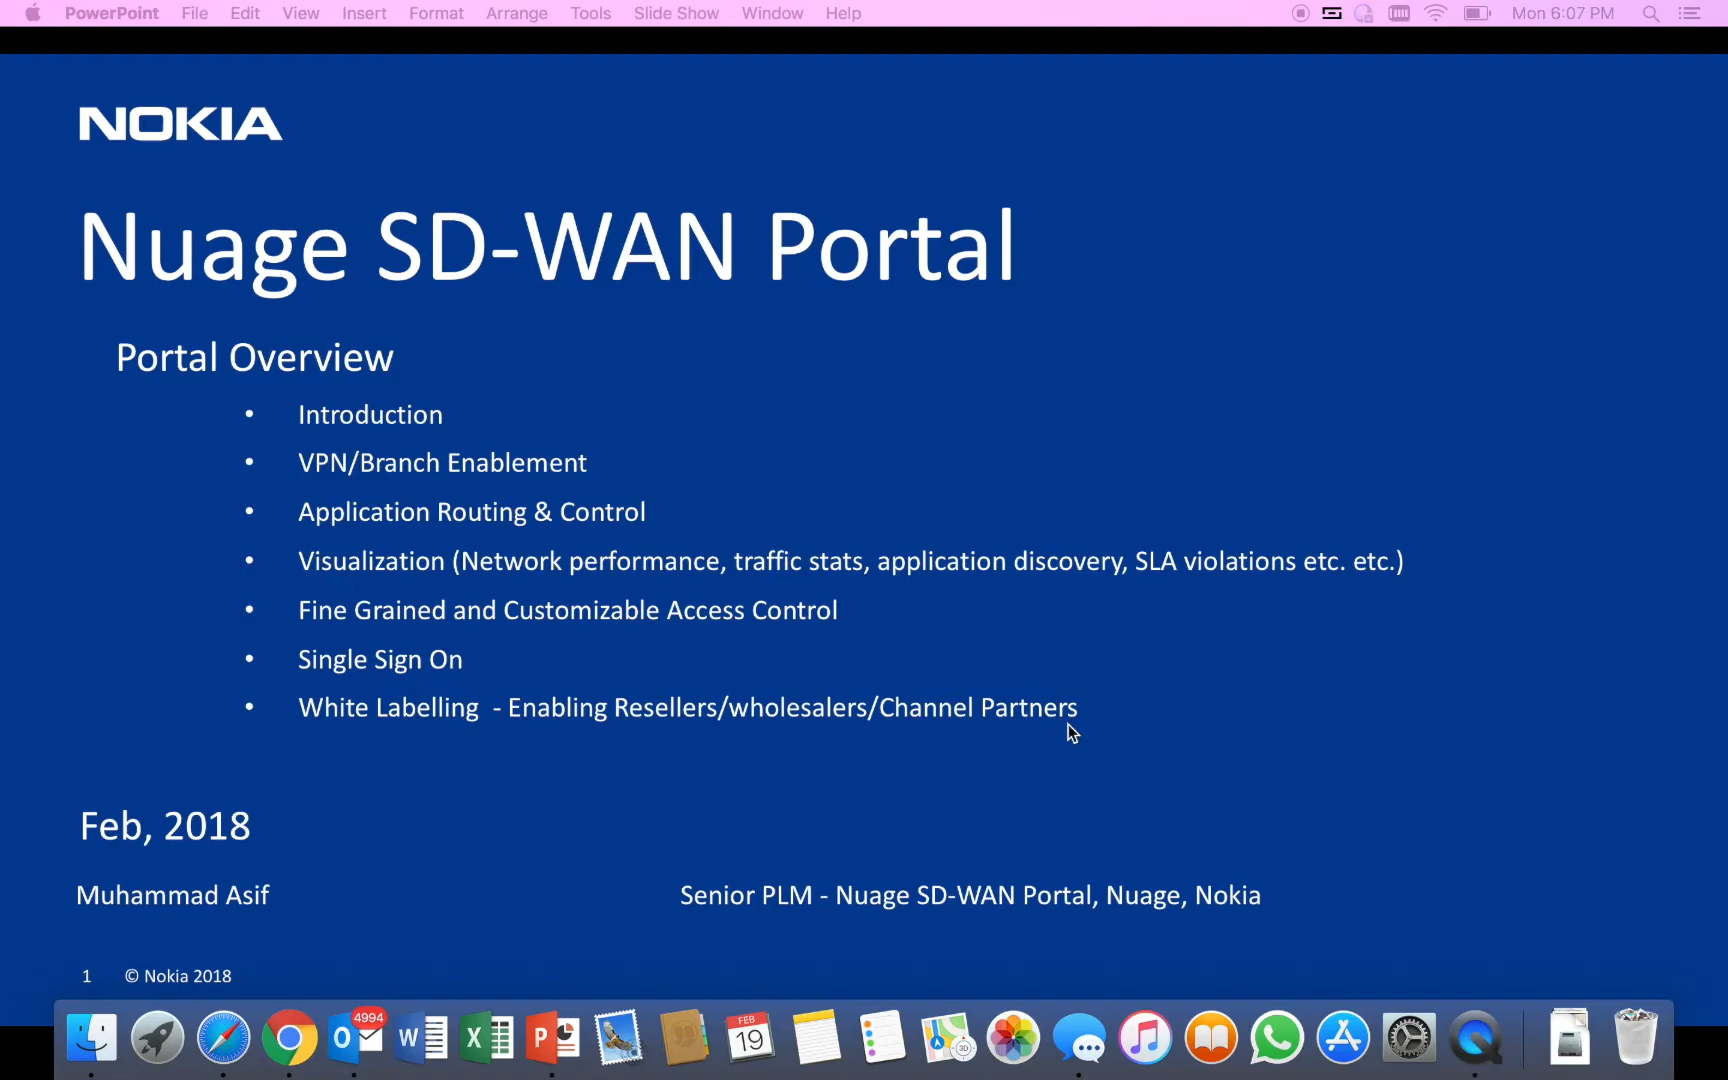 PowerPoint File Edit View Insert Format Arrange Tools Slide Show Window Help Mon 6:07 PM
NOKIA
Nuage SD-WAN Portal
Portal Overview
• Introduction
• VPN/Branch Enablement
• Application Routing & Control
• Visualization (Network performance, traffic stats, application discovery, SLA violations etc. etc.)
• Fine Grained and Customizable Access Control
• Single Sign On
• White Labelling  - Enabling Resellers/wholesalers/Channel Partners
Feb, 2018
Muhammad Asif Senior PLM - Nuage SD-WAN Portal, Nuage, Nokia
1 © Nokia 2018
4994
O W X P
FEB
19
3D